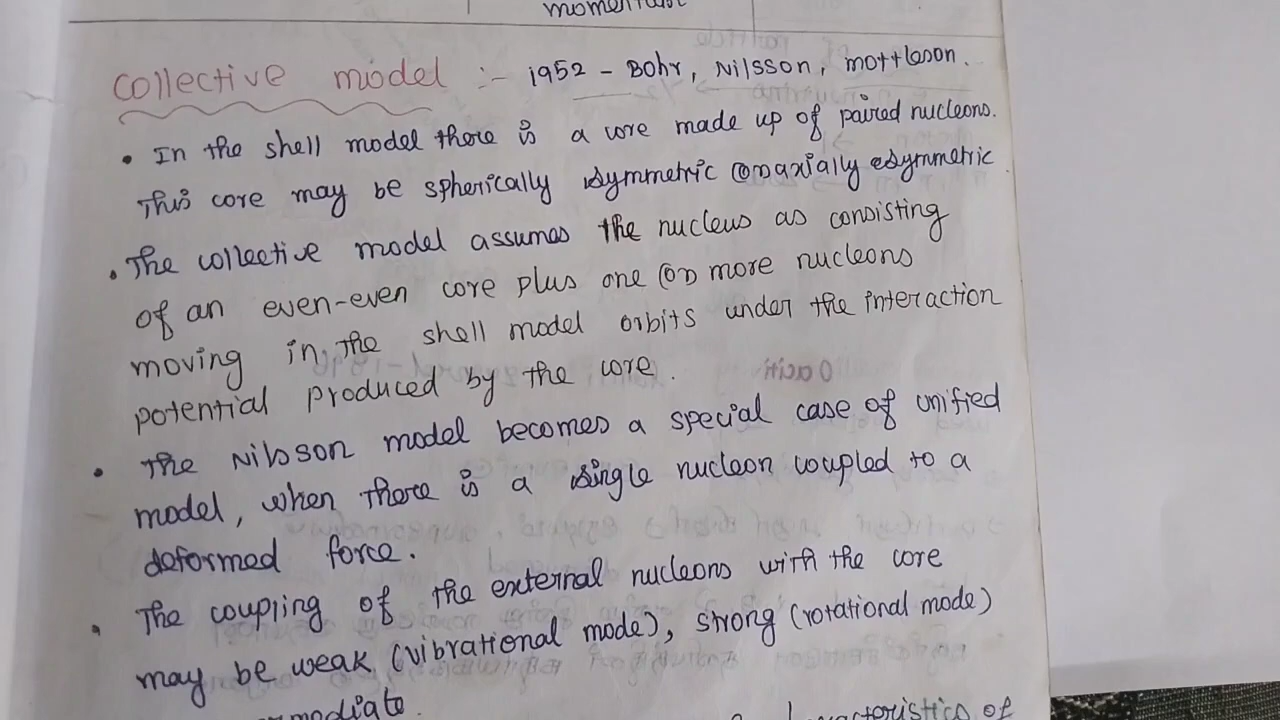 momentum
collective model :- 1952 - Bohr, Nilsson, mottleson.
• In the shell model there is a core made up of paired nucleons.
This core may be spherically symmetric (or) axially asymmetric
• The collective model assumes the nucleus as consisting
of an even-even core plus one (or) more nucleons
moving in the shell model orbits under the interaction
potential produced by the core.
• The Nilsson model becomes a special case of unified
model, when there is a single nucleon coupled to a
deformed force.
• The coupling of the external nucleons with the core
may be weak (vibrational mode), strong (rotational mode)
characteristics of